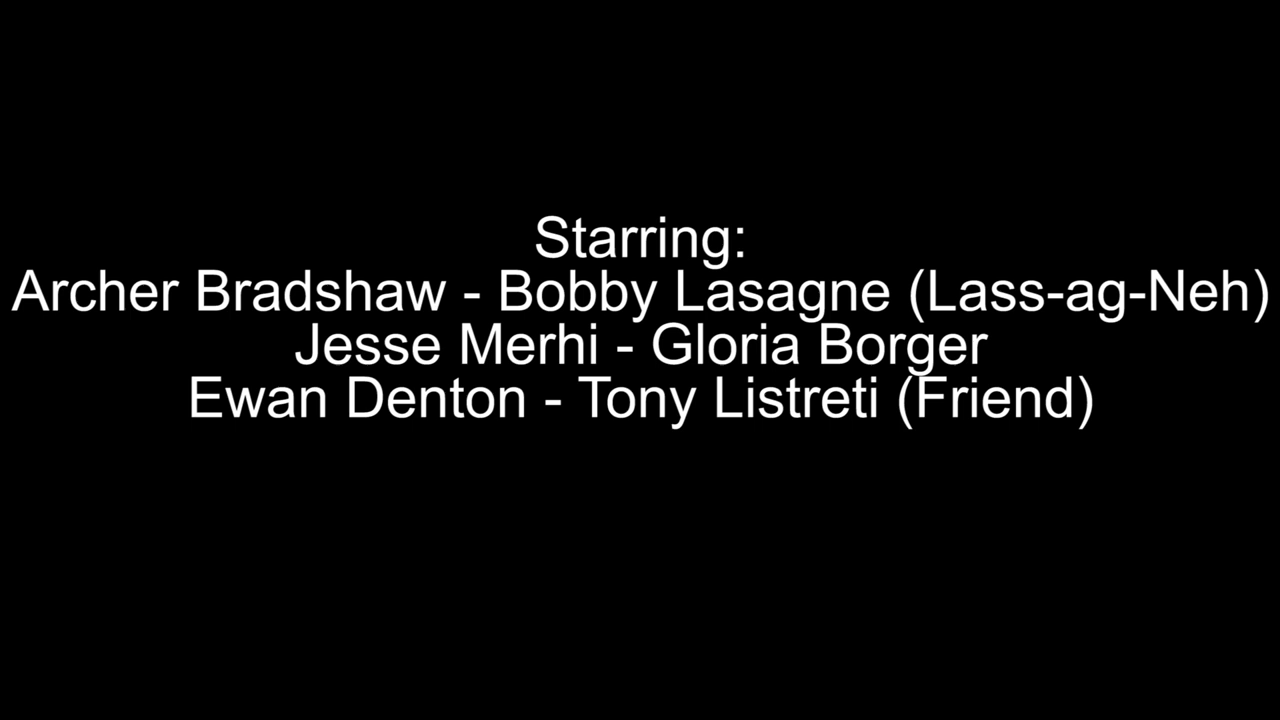 Starring:
Archer Bradshaw - Bobby Lasagne (Lass-ag-Neh)
Jesse Merhi - Gloria Borger
Ewan Denton - Tony Listreti (Friend)